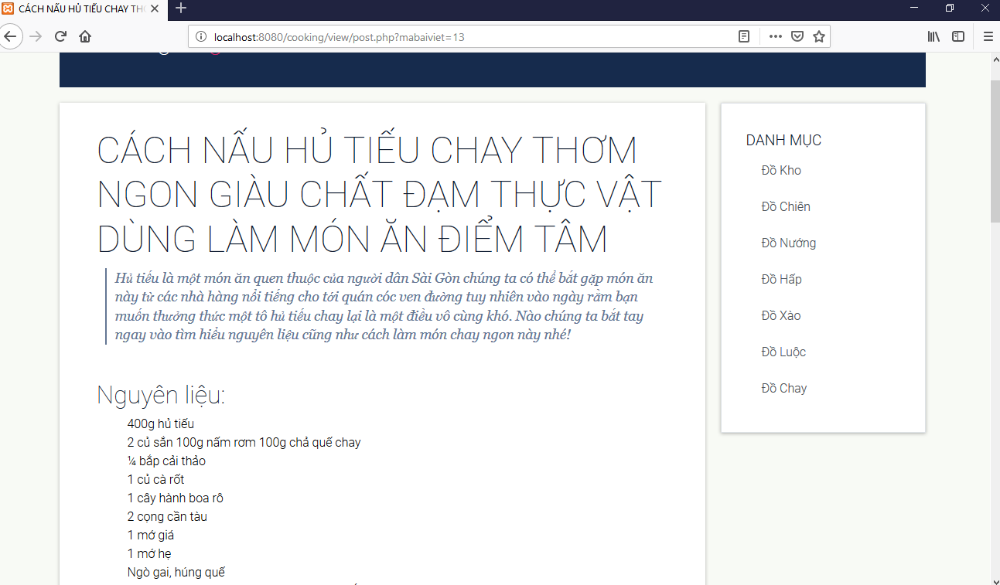 CÁCH NẤU HỦ TIẾU CHAY TH
localhost:8080/cooking/view/post.php?mabaiviet=13
CÁCH NẤU HỦ TIẾU CHAY THƠM
NGON GIÀU CHẤT ĐẠM THỰC VẬT
DÙNG LÀM MÓN ĂN ĐIỂM TÂM
Hủ tiếu là một món ăn quen thuộc của người dân Sài Gòn chúng ta có thể bắt gặp món ăn
này từ các nhà hàng nổi tiếng cho tới quán cóc ven đường tuy nhiên vào ngày rằm bạn
muốn thưởng thức một tô hủ tiếu chay lại là một điều vô cùng khó. Nào chúng ta bắt tay
ngay vào tìm hiểu nguyên liệu cũng như cách làm món chay ngon này nhé!
Nguyên liệu:
400g hủ tiếu
2 củ sắn 100g nấm rơm 100g chả quế chay
¼ bắp cải thảo
1 củ cà rốt
1 cây hành boa rô
2 cọng cần tàu
1 mớ giá
1 mớ hẹ
Ngò gai, húng quế
DANH MỤC
Đồ Kho
Đồ Chiên
Đồ Nướng
Đồ Hấp
Đồ Xào
Đồ Luộc
Đồ Chay